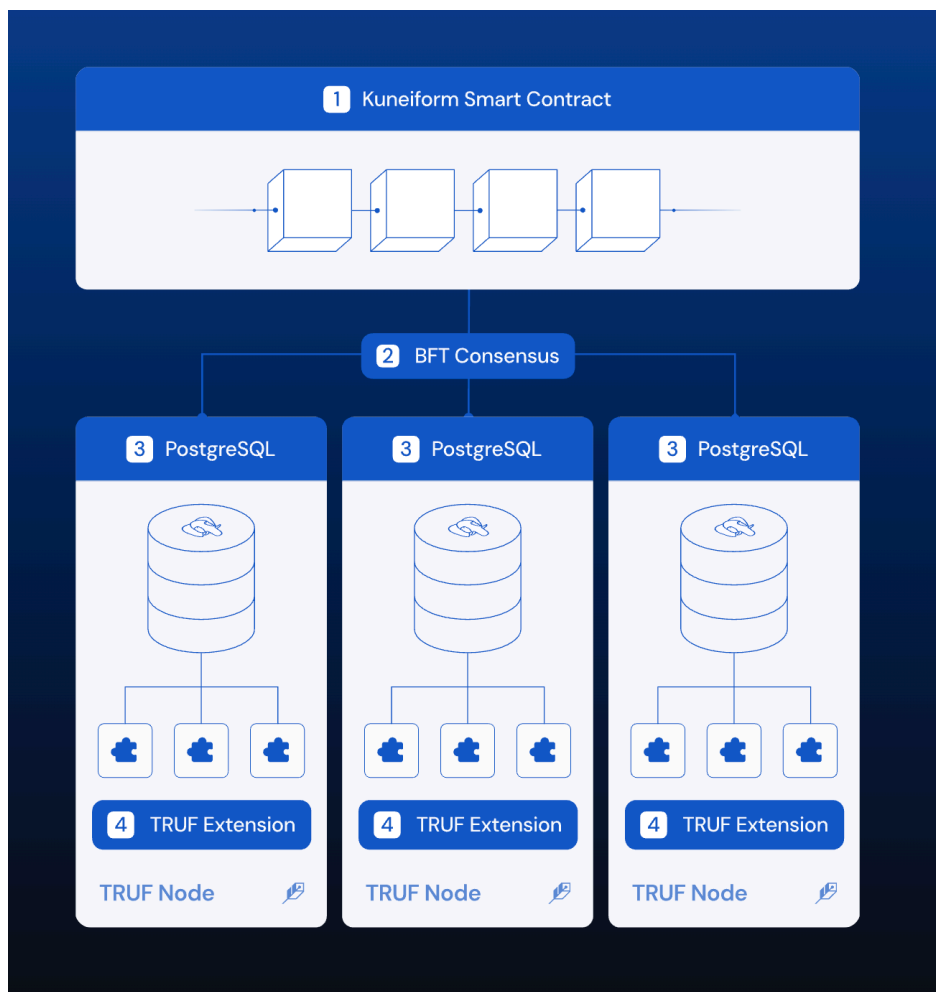 1 Kuneiform Smart Contract
2 BFT Consensus
3 PostgreSQL
3 PostgreSQL
3 PostgreSQL
4 TRUF Extension
4 TRUF Extension
4 TRUF Extension
TRUF Node
TRUF Node
TRUF Node